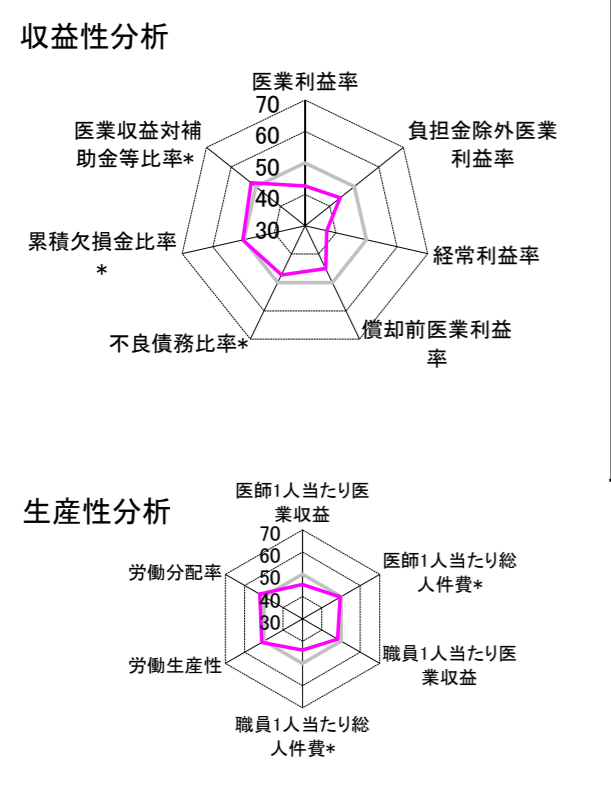 収益性分析
医業利益率
70
60
50
40
30
負担金除外医業
利益率
経常利益率
償却前医業利益
率
不良債務比率*
累積欠損金比率
*
医業収益対補
助金等比率*
生産性分析
医師1人当たり医
業収益
70
60
50
40
30
医師1人当たり総
人件費*
職員1人当たり医
業収益
職員1人当たり総
人件費*
労働生産性
労働分配率